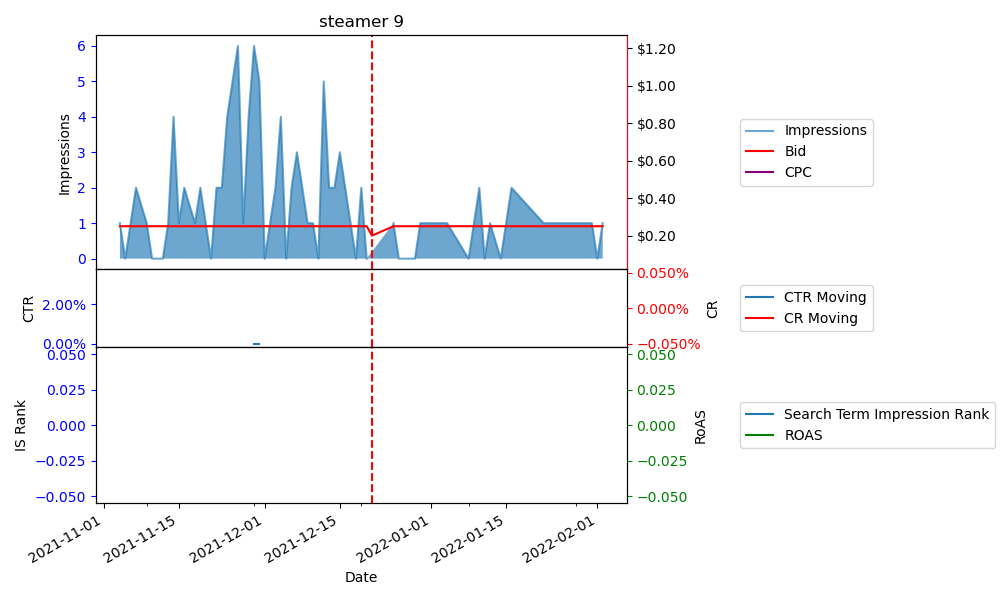 steamer 9
Impressions
6
5
4
3
2
1
0
$1.20
$1.00
$0.80
$0.60
$0.40
$0.20
Impressions
Bid
CPC
CTR
2.00%
0.00%
0.050%
0.000%
−0.050%
CR
CTR Moving
CR Moving
IS Rank
0.050
0.025
0.000
−0.025
−0.050
0.050
0.025
0.000
−0.025
−0.050
RoAS
Search Term Impression Rank
ROAS
2021-11-01
2021-11-15
2021-12-01
2021-12-15
2022-01-01
2022-01-15
2022-02-01
Date